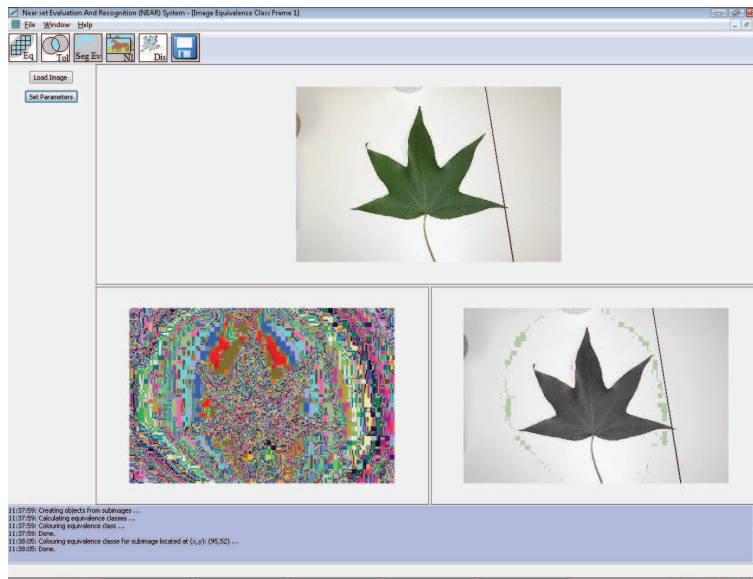 Near set Evaluation And Recognition (NEAR) System - [Image Equivalence Class Frame 1]
File Window Help
Eq Tol Seg Ev NI Dis
Load Image
Set Parameters
11:37:59: Creating objects from subimages ...
11:37:59: Calculating equivalence classes ...
11:37:59: Colouring equivalence class ...
11:37:59: Done.
11:38:05: Colouring equivalence classe for subimage located at (x,y): (95,52) ...
11:38:05: Done.